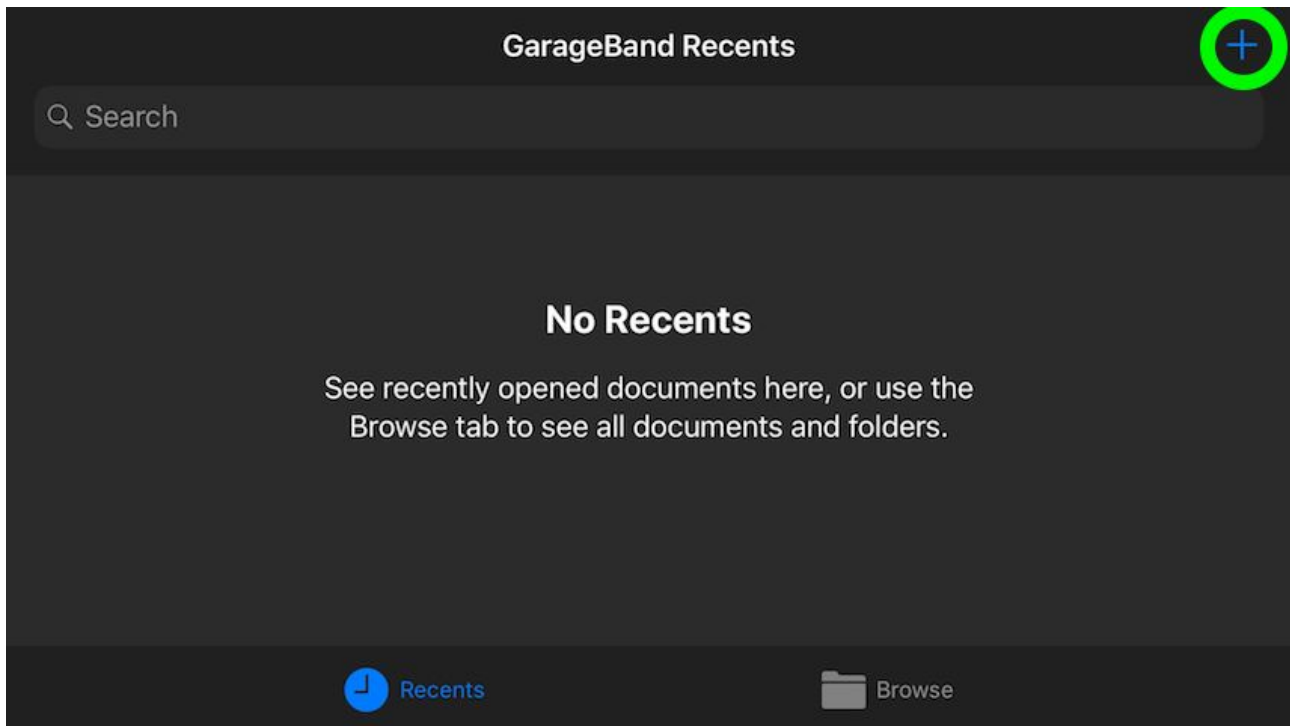 GarageBand Recents
Search
No Recents
See recently opened documents here, or use the
Browse tab to see all documents and folders.
Recents
Browse